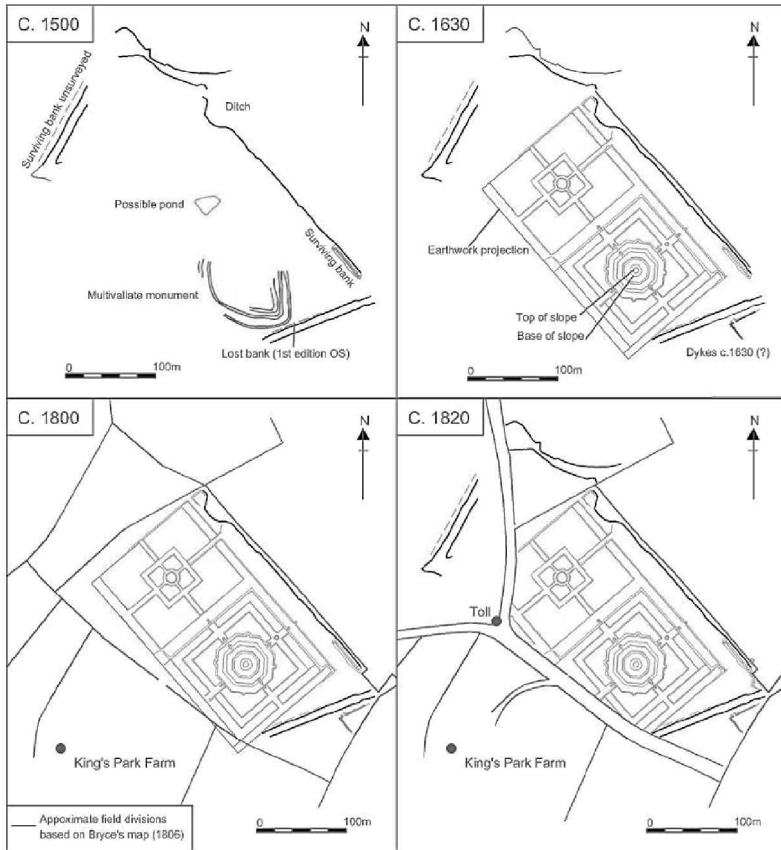 C. 1500
N
Surviving bank unsurveyed
Ditch
Possible pond
Surviving bank
Multivallate monument
Lost bank (1st edition OS)
0 100m
C. 1630
N
Earthwork projection
Top of slope
Base of slope
Dykes c.1630 (?)
0 100m
C. 1800
N
King's Park Farm
Appoximate field divisions
based on Bryce's map (1806)
0 100m
C. 1820
N
Toll
King's Park Farm
0 100m